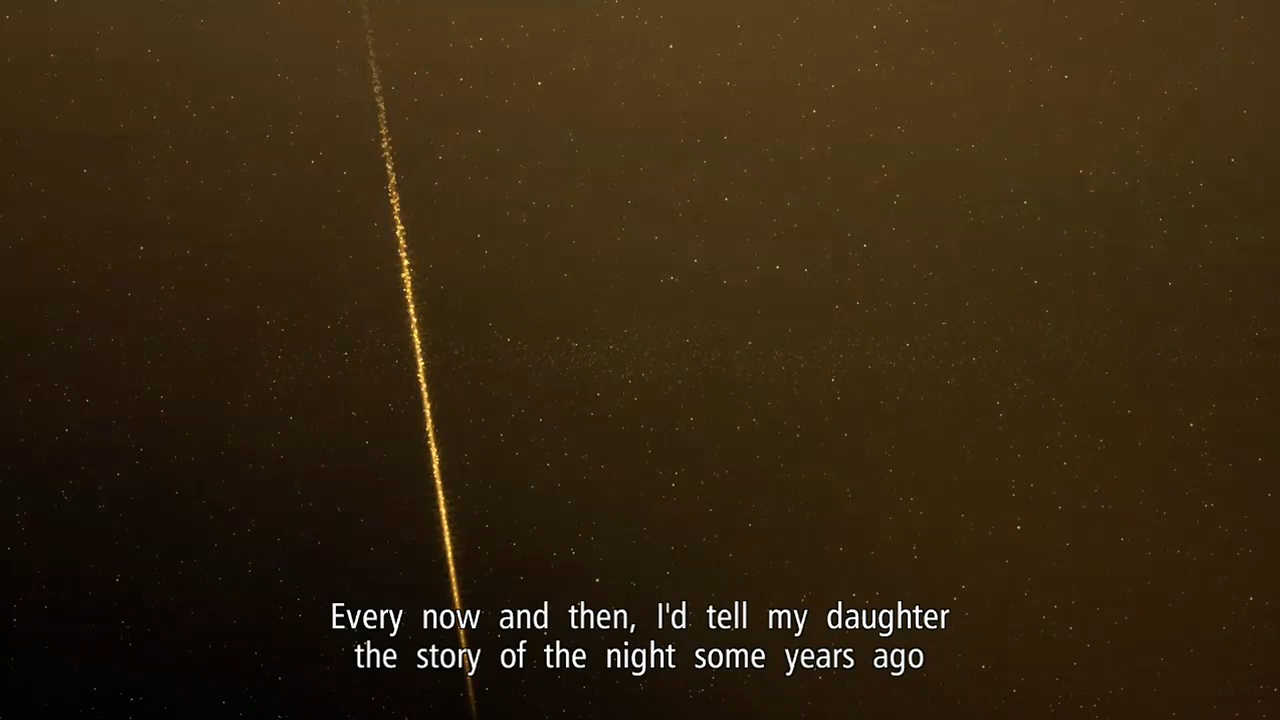 Every now and then, I'd tell my daughter
the story of the night some years ago